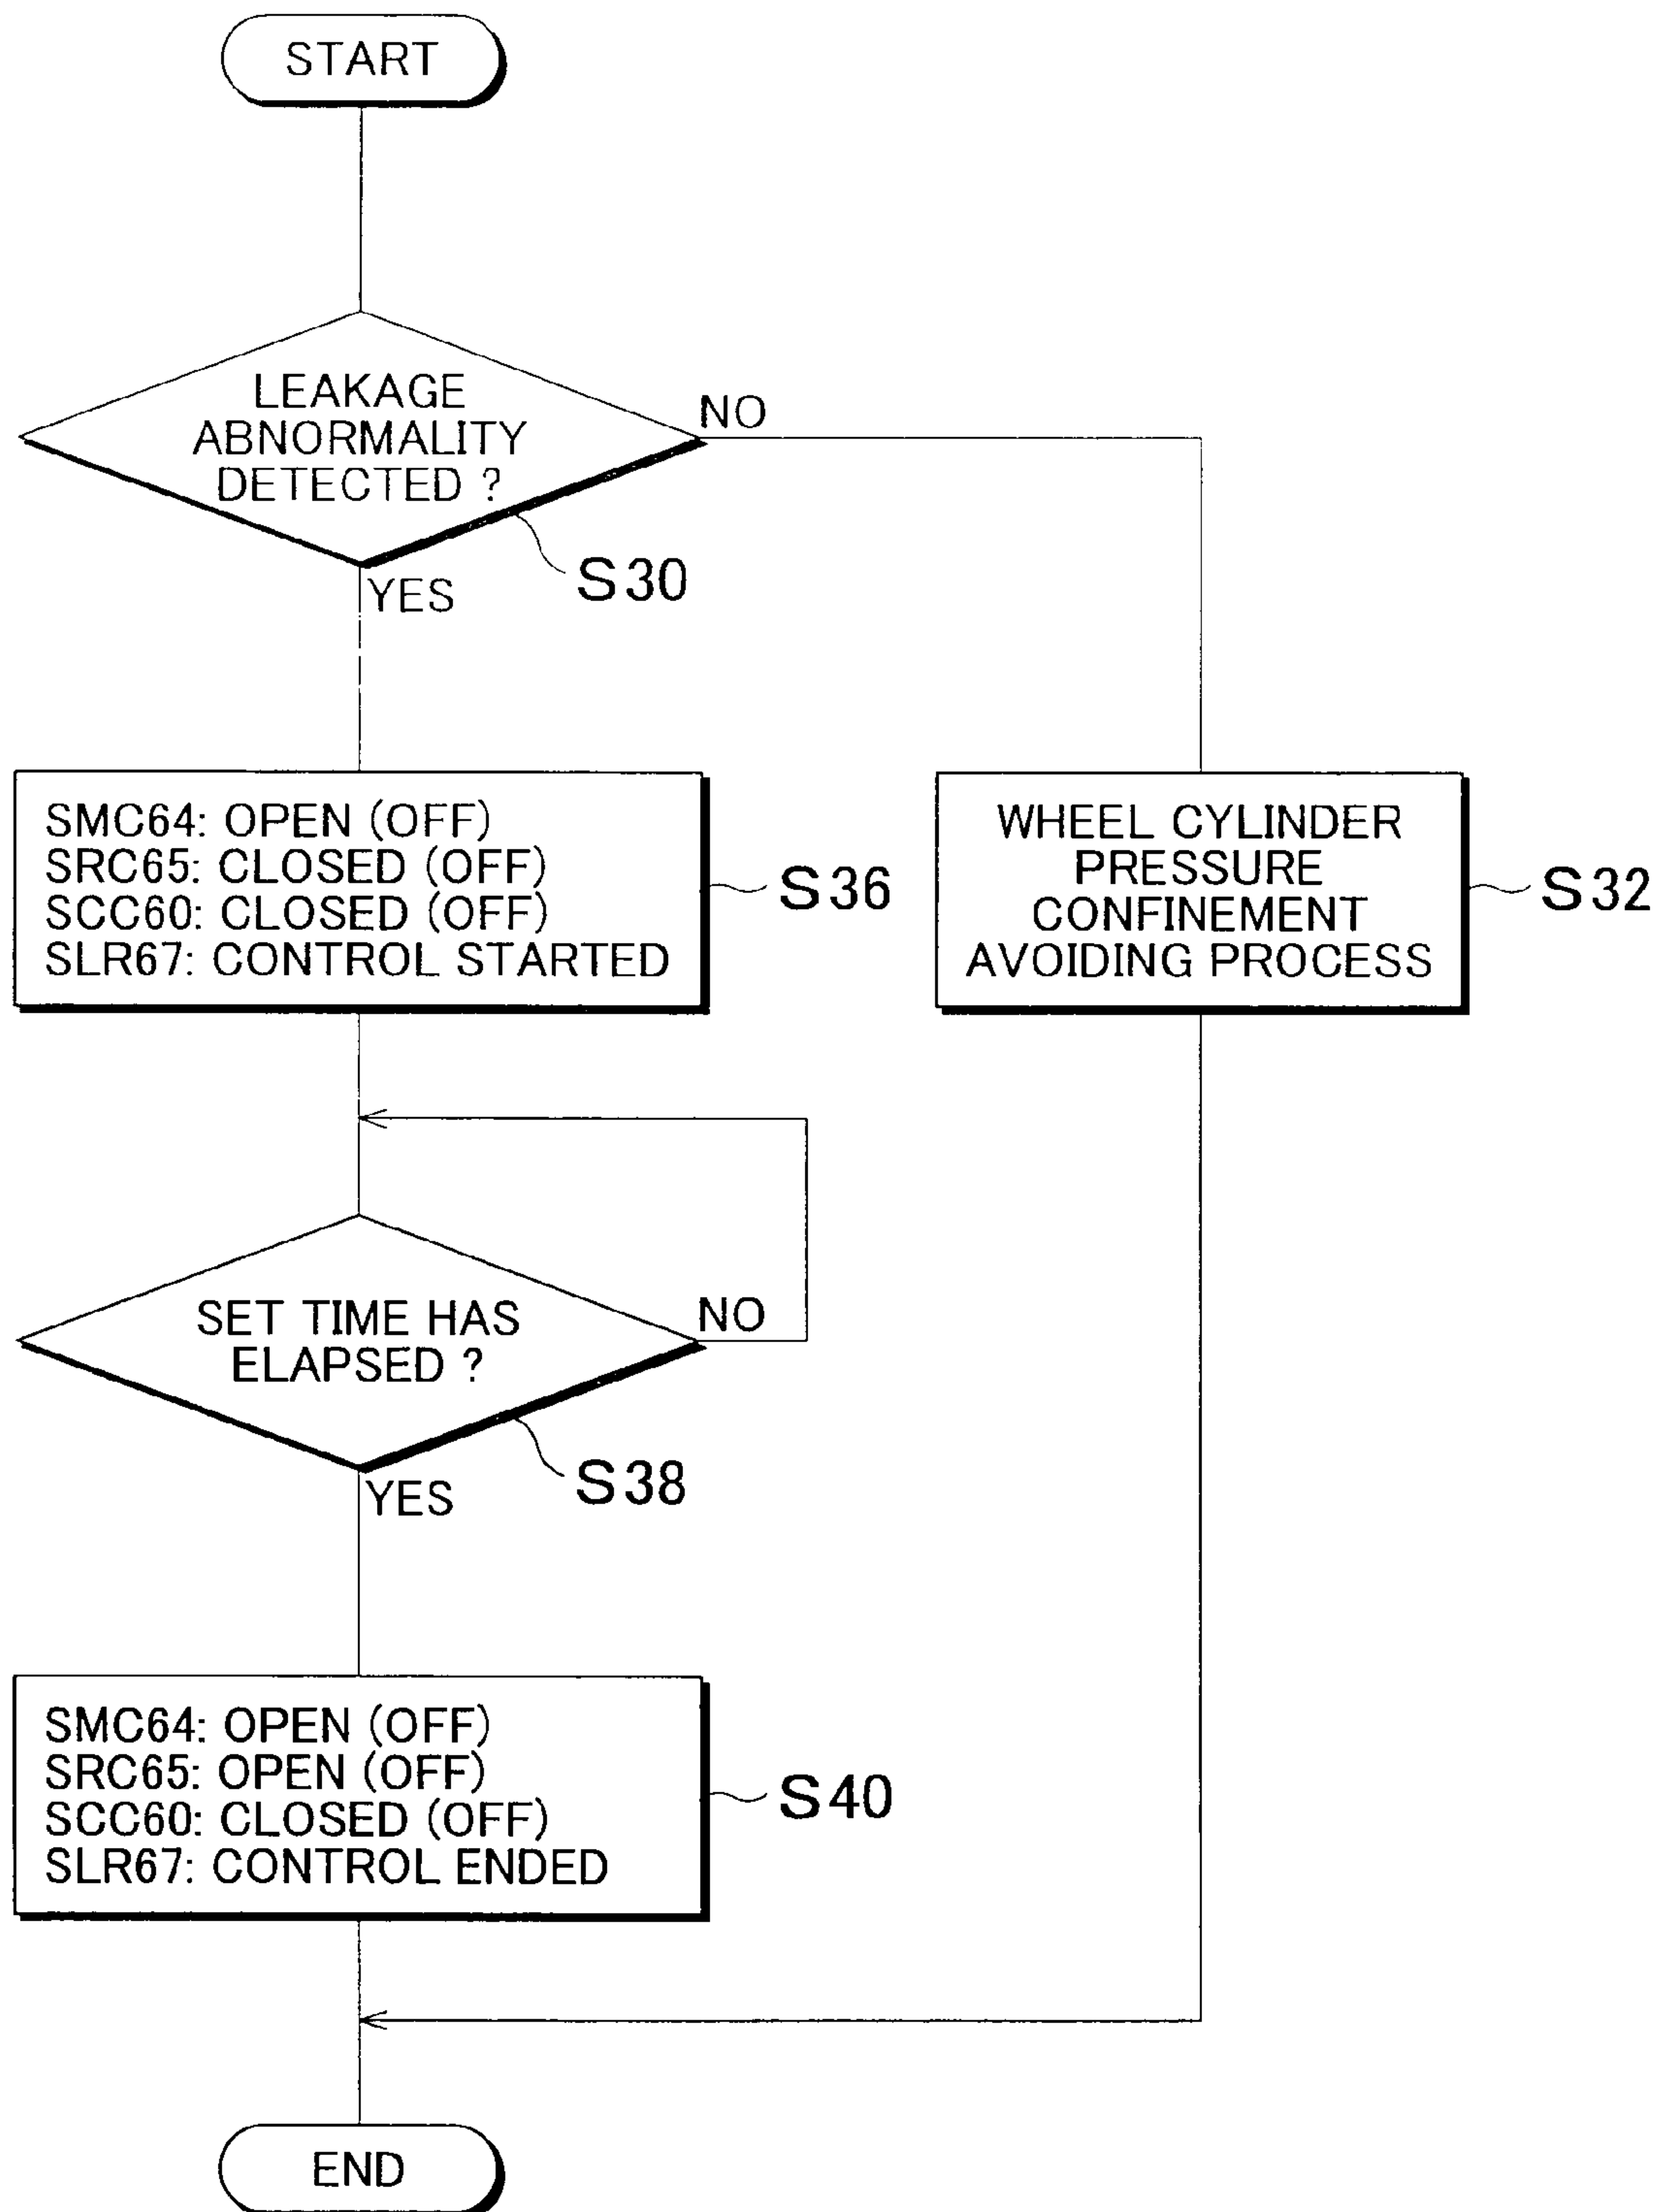 START
LEAKAGE
ABNORMALITY
DETECTED ?
NO
S30
YES
SMC64: OPEN (OFF)
SRC65: CLOSED (OFF)
SCC60: CLOSED (OFF)
SLR67: CONTROL STARTED
S36
WHEEL CYLINDER
PRESSURE
CONFINEMENT
AVOIDING PROCESS
S32
SET TIME HAS
ELAPSED ?
NO
S38
YES
SMC64: OPEN (OFF)
SRC65: OPEN (OFF)
SCC60: CLOSED (OFF)
SLR67: CONTROL ENDED
S40
END